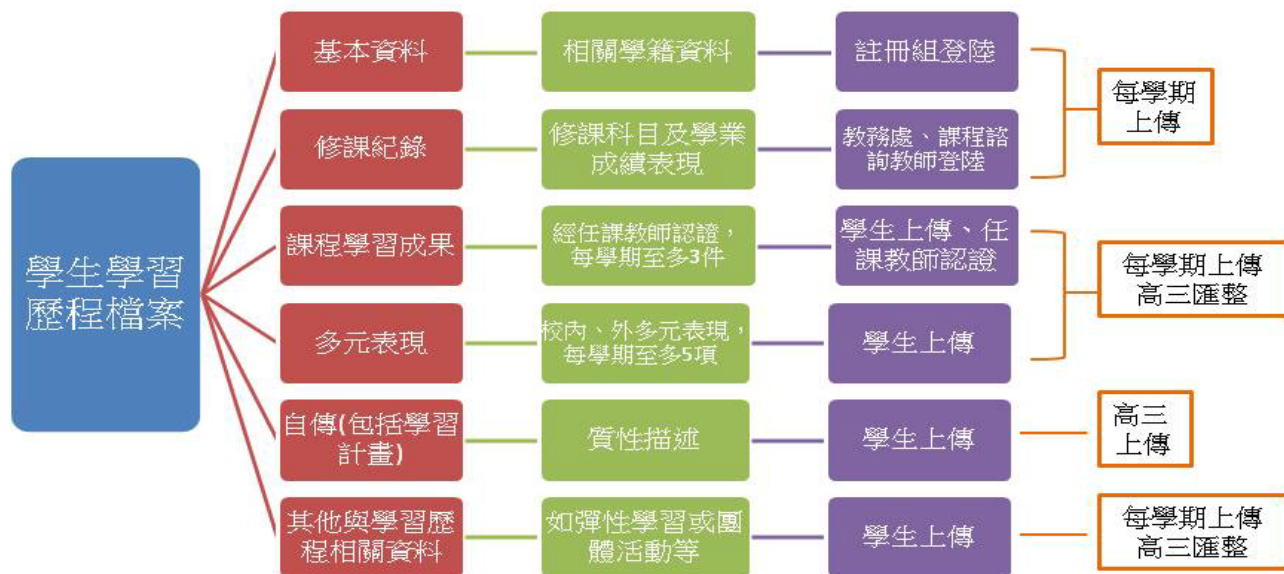 學生學習
歷程檔案
基本資料
相關學籍資料
註冊組登陸
修課紀錄
修課科目及學業
成績表現
教務處、課程諮
詢教師登陸
每學期
上傳
課程學習成果
經任課教師認證，
每學期至多3件
學生上傳、任
課教師認證
多元表現
校內、外多元表現，
每學期至多5項
學生上傳
每學期上傳
高三匯整
自傳(包括學習
計畫)
質性描述
學生上傳
高三
上傳
其他與學習歷
程相關資料
如彈性學習或團
體活動等
學生上傳
每學期上傳
高三匯整